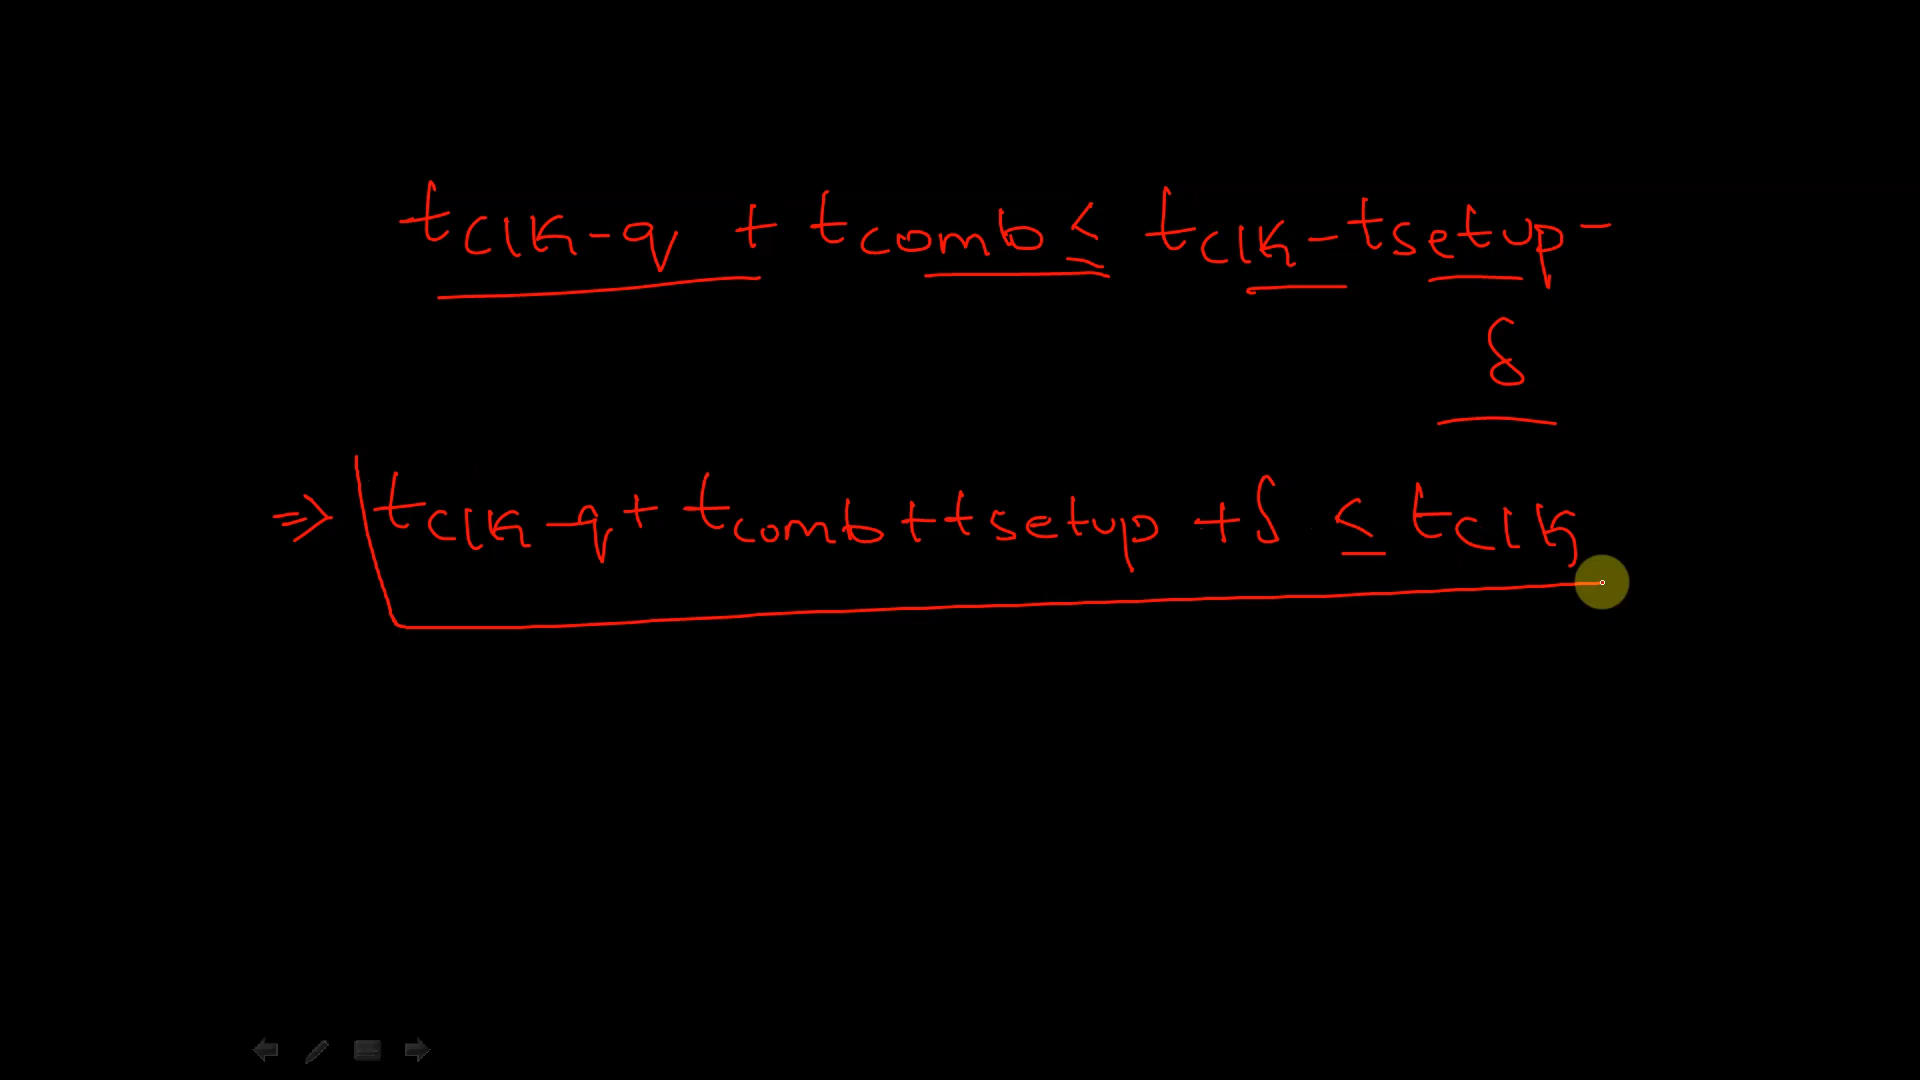 tclk-q + tcomb ≤ tclk - tsetup -
δ
⇒ tclk-q + tcomb + tsetup + δ ≤ tclk